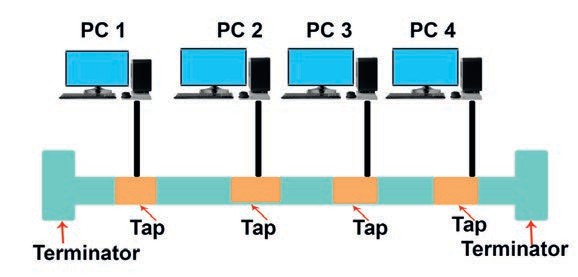 PC 1
PC 2
PC 3
PC 4
Tap
Tap
Tap
Tap
Terminator
Terminator